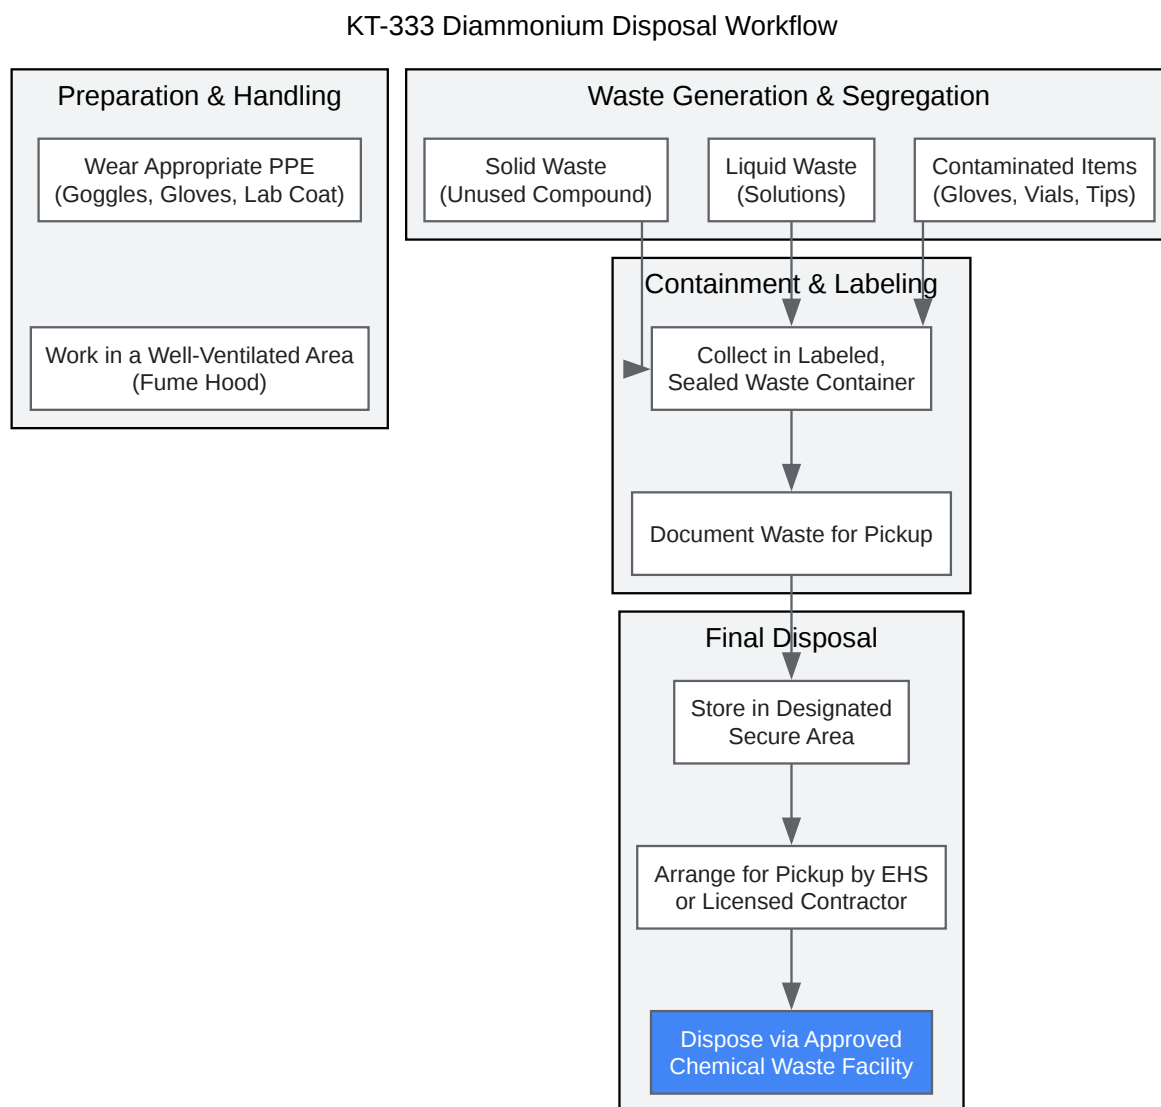 KT-333 Diammonium Disposal Workflow
Preparation & Handling
Wear Appropriate PPE
(Goggles, Gloves, Lab Coat)
Work in a Well-Ventilated Area
(Fume Hood)
Waste Generation & Segregation
Solid Waste
(Unused Compound)
Liquid Waste
(Solutions)
Contaminated Items
(Gloves, Vials, Tips)
Containment & Labeling
Collect in Labeled,
Sealed Waste Container
Document Waste for Pickup
Final Disposal
Store in Designated
Secure Area
Arrange for Pickup by EHS
or Licensed Contractor
Dispose via Approved
Chemical Waste Facility